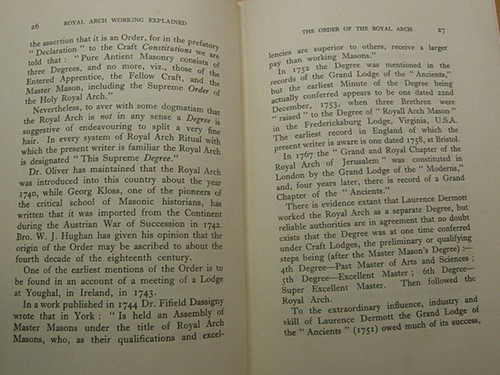 26 ROYAL ARCH WORKING EXPLAINED
the assertion that it is an Order, for in the prefatory
“ Declaration ” to the Craft Constitutions we are
told that : “ Pure Antient Masonry consists of
three Degrees, and no more, viz., those of the
Entered Apprentice, the Fellow Craft, and the
Master Mason, including the Supreme Order of
the Holy Royal Arch.”
Nevertheless, to aver with some dogmatism that
the Royal Arch is not in any sense a Degree is
suggestive of endeavouring to split a very fine
hair. In every system of Royal Arch Ritual with
which the present writer is familiar the Royal Arch
is designated “ This Supreme Degree.”
Dr. Oliver has maintained that the Royal Arch
was introduced into this country about the year
1740, while Georg Kloss, one of the pioneers of
the critical school of Masonic historians, has
written that it was imported from the Continent
during the Austrian War of Succession in 1742.
Bro. W. J. Hughan has given his opinion that the
origin of the Order may be ascribed to about the
fourth decade of the eighteenth century.
One of the earliest mentions of the Order is to
be found in an account of a meeting of a Lodge
at Youghal, in Ireland, in 1743.
In a work published in 1744 Dr. Fifield Dassigny
wrote that in York : “ Is held an Assembly of
Master Masons under the title of Royal Arch
Masons, who, as their qualifications and excel-
THE ORDER OF THE ROYAL ARCH 27
lencies are superior to others, receive a larger
pay than working Masons.”
In 1752 the Degree was mentioned in the
records of the Grand Lodge of the “ Ancients,”
but the earliest Minute of the Degree being
actually conferred appears to be one dated 22nd
December, 1753, when three Brethren were
“ raised ” to the Degree of “ Royall Arch Mason ”
in the Fredericksburg Lodge, Virginia, U.S.A.
The earliest record in England of which the
present writer is aware is one dated 1758, at Bristol.
In 1767 the “ Grand and Royal Chapter of the
Royal Arch of Jerusalem ” was constituted in
London by the Grand Lodge of the “ Moderns,”
and, four years later, there is record of a Grand
Chapter of the “ Ancients.”
There is evidence extant that Laurence Dermott
worked the Royal Arch as a separate Degree, but
reliable authorities are in agreement that no doubt
exists that the Degree was at one time conferred
under Craft Lodges, the preliminary or qualifying
steps being (after the Master Mason's Degree) :—
4th Degree—Past Master of Arts and Sciences ;
5th Degree—Excellent Master ; 6th Degree—
Super Excellent Master. Then followed the
Royal Arch.
To the extraordinary influence, industry and
skill of Laurence Dermott the Grand Lodge of
the “ Ancients ” (1751) owed much of its success,